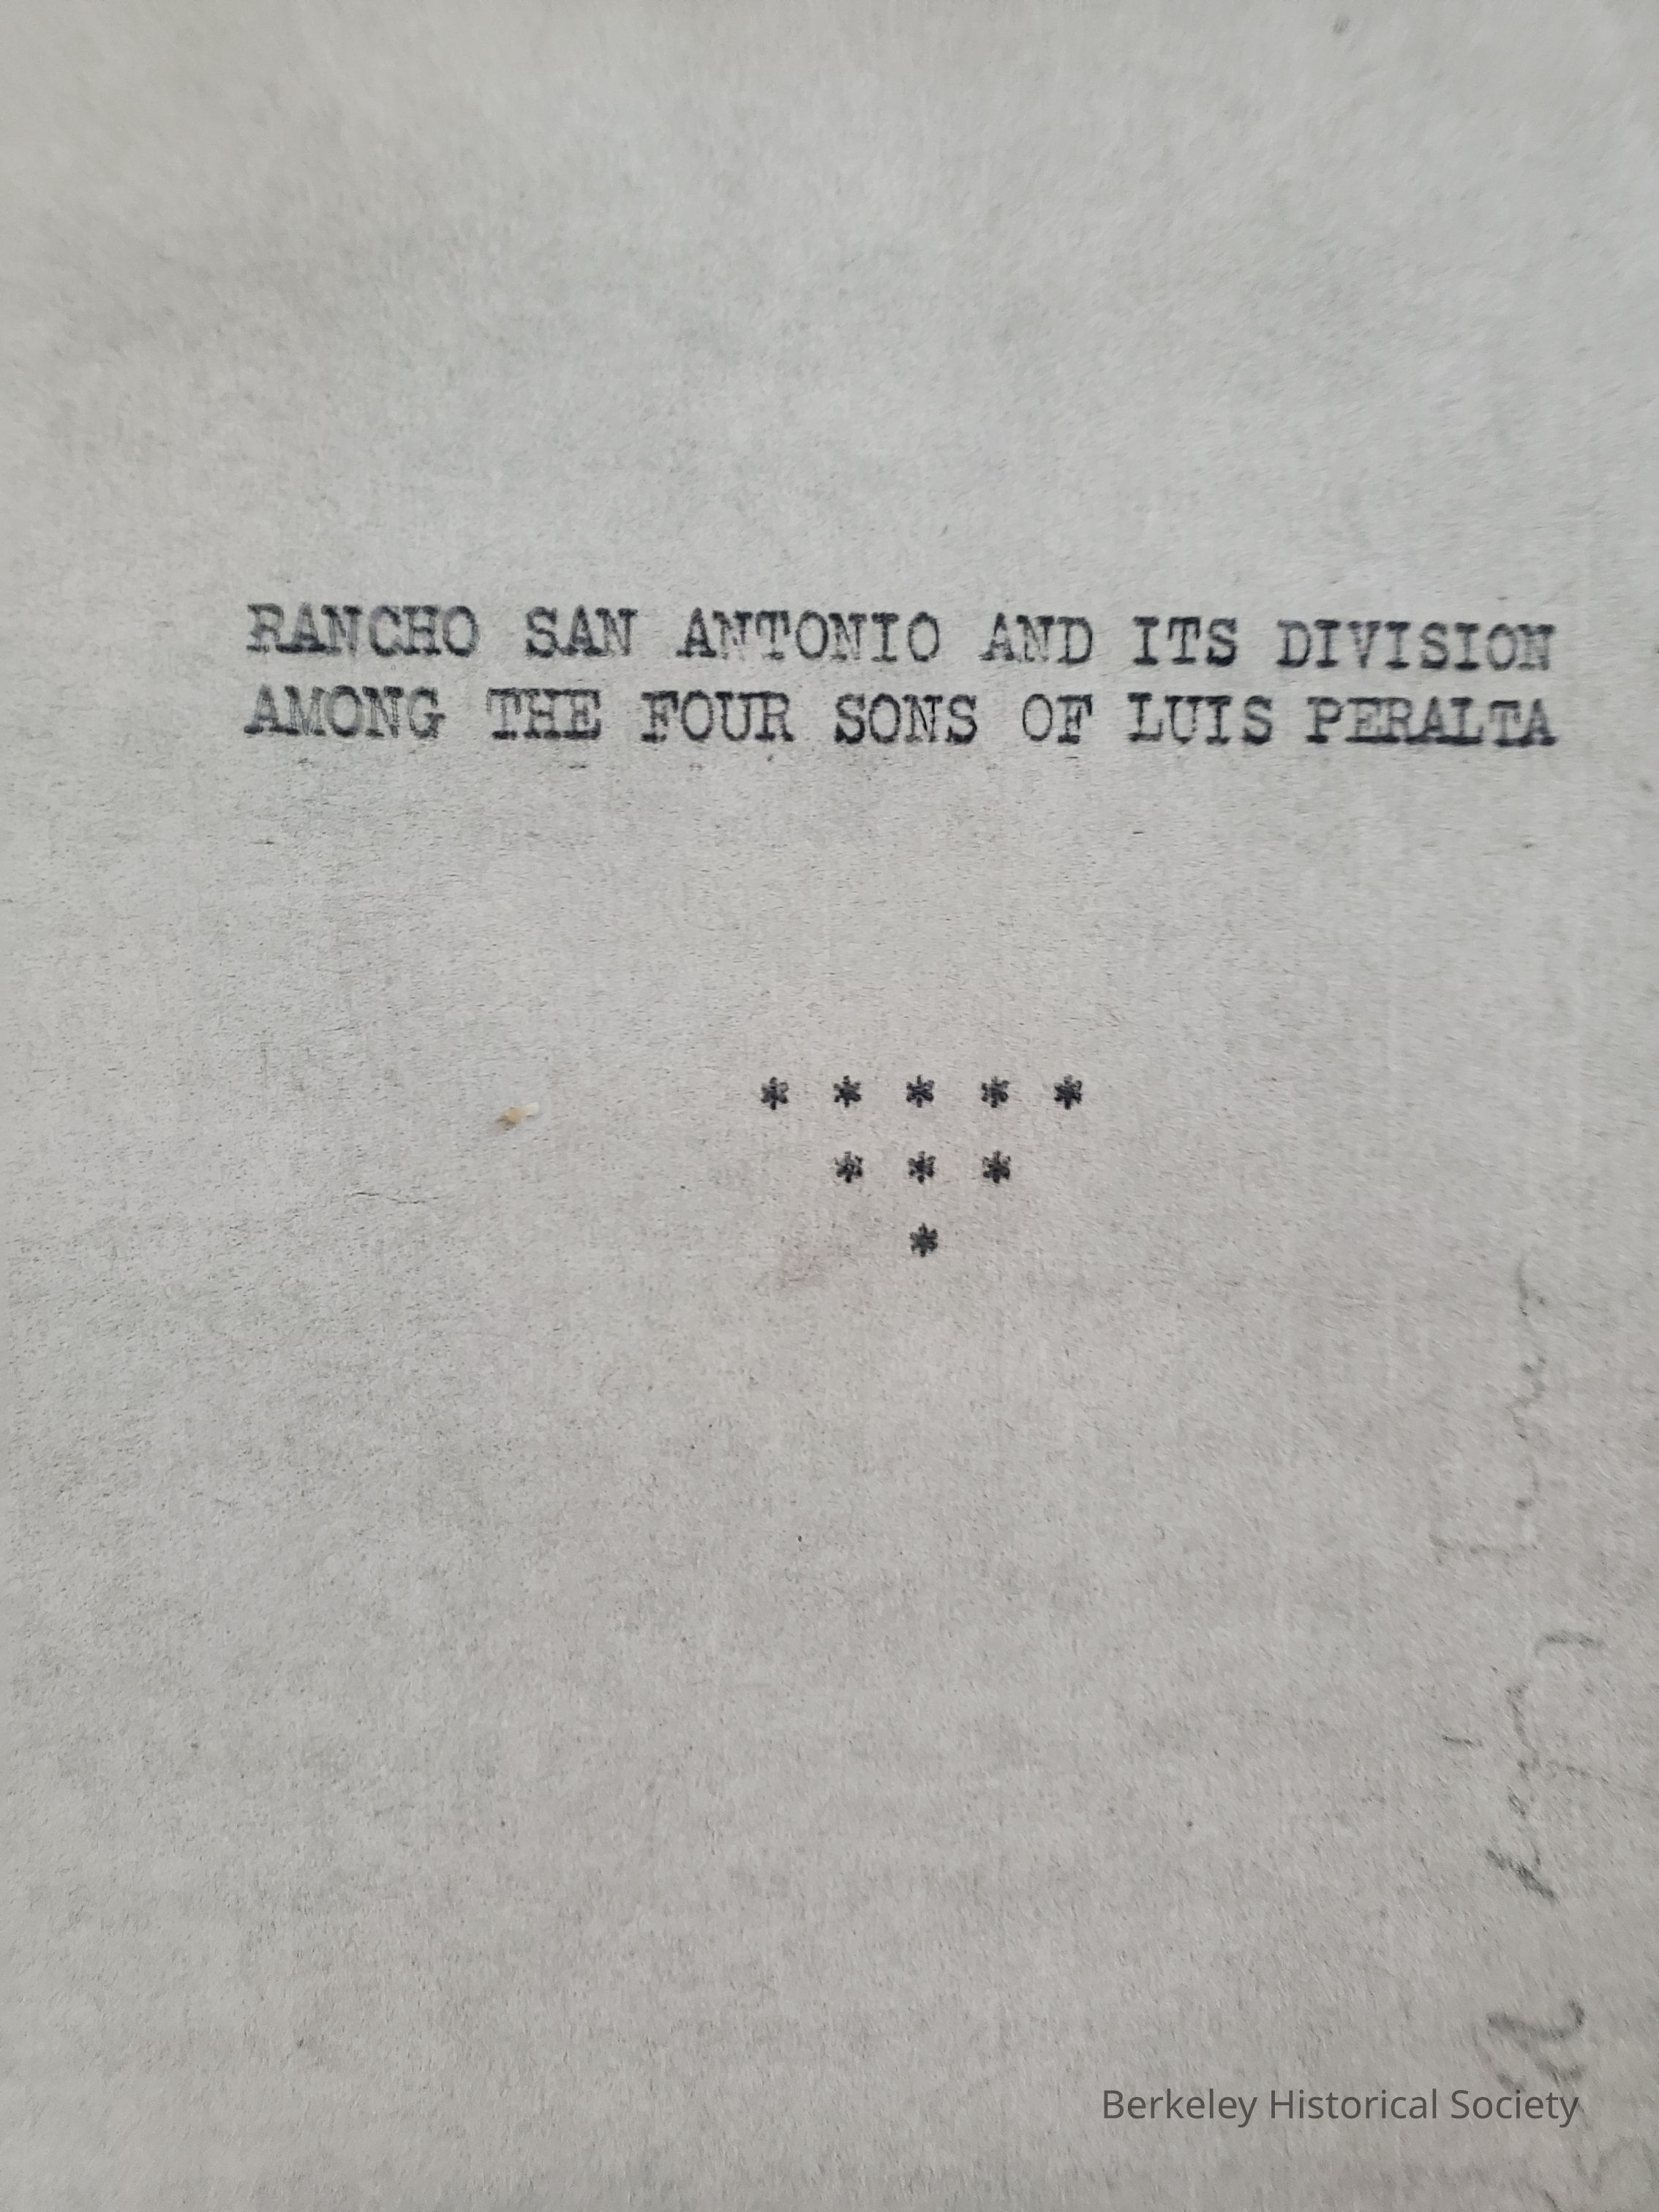 RANCHO SAN ANTONIO AND ITS DIVISION
AMONG THE FOUR SONS OF LUIS PERALTA
* * * * *
* * *
*
Berkeley Historical Society